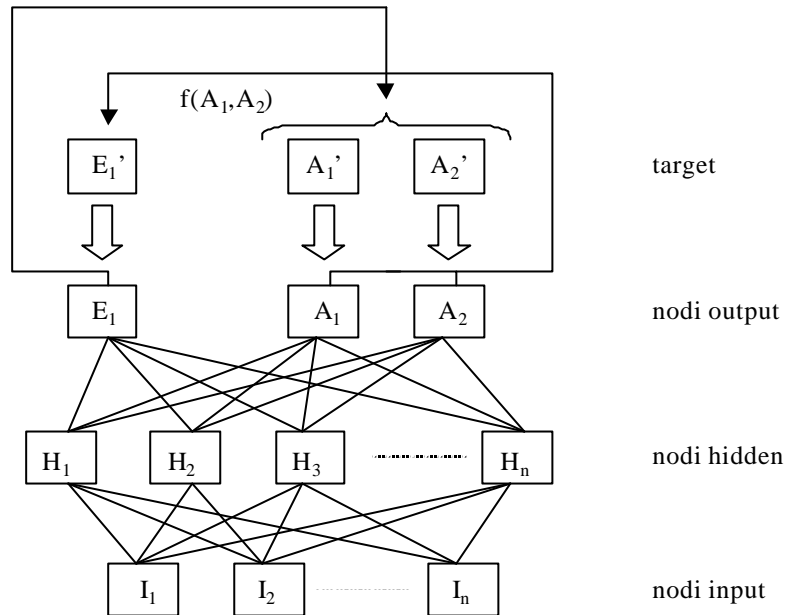 f(A₁,A₂)
E₁’ A₁’ A₂’ target
E₁ A₁ A₂ nodi output
H₁ H₂ H₃ Hₙ nodi hidden
I₁ I₂ Iₙ nodi input